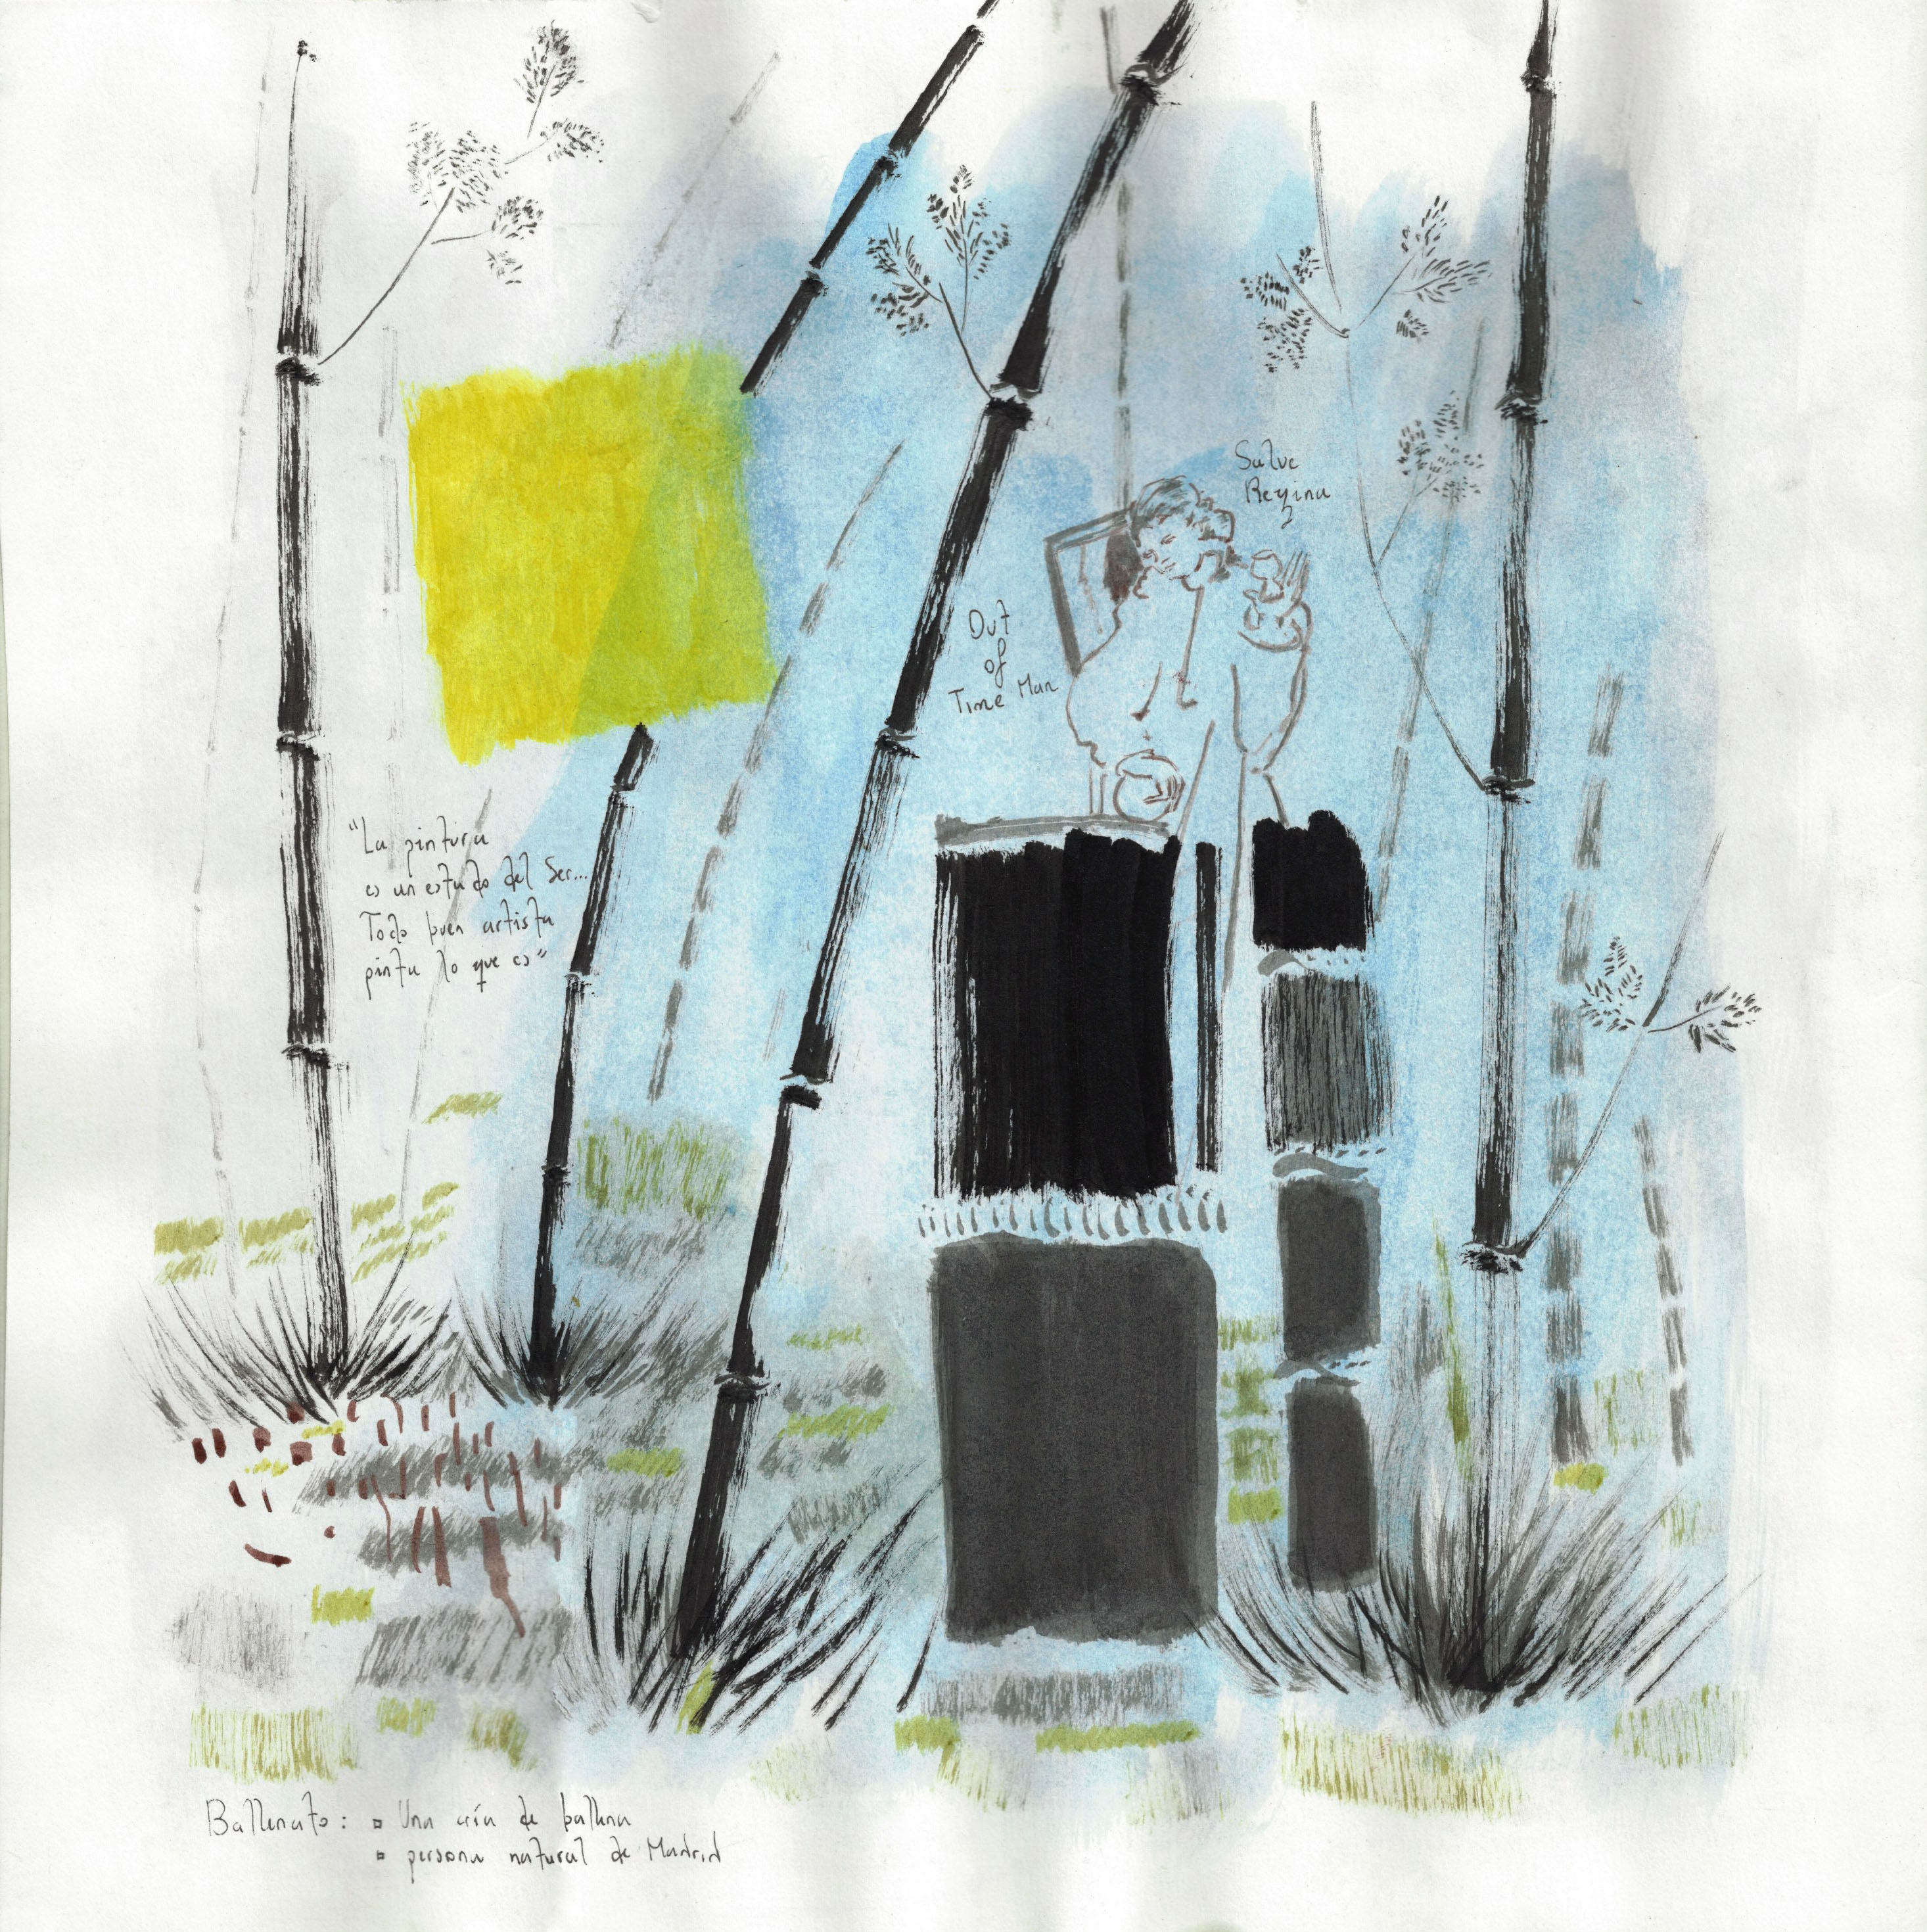 Salve
Regina
2
Out
of
Time Man
"La pintura
es un estado del Ser...
Todo buen artista
pinta lo que es"
Ballenato: ▫ Una cría de ballena
▫ persona natural de Madrid